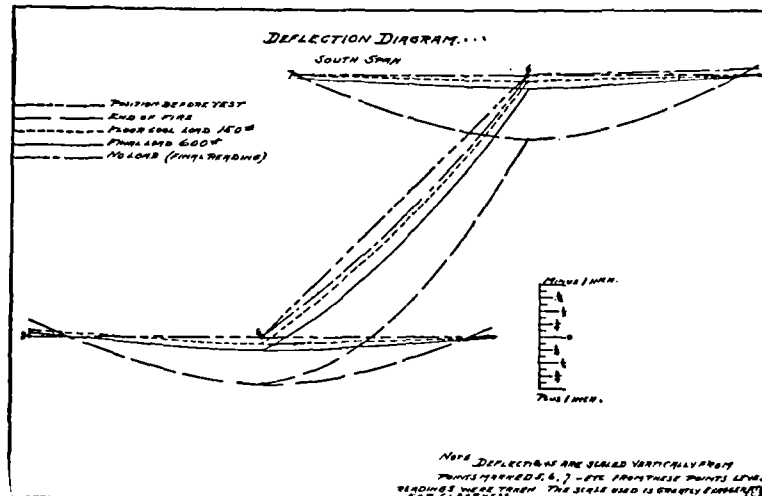 DEFLECTION DIAGRAM....
SOUTH SPAN
POSITION BEFORE TEST
END OF FIRE
FLOOR COOL LOAD 150#
FINAL LOAD 600#
NO LOAD (FINAL READING)
MINUS 1 INCH.
PLUS 1 INCH.
NOTE DEFLECTIONS ARE SCALED VERTICALLY FROM
POINTS MARKED 5, 6, 7 - ETC FROM THESE POINTS LEVEL
READINGS WERE TAKEN THE SCALE USED IS GREATLY EXAGGERATED